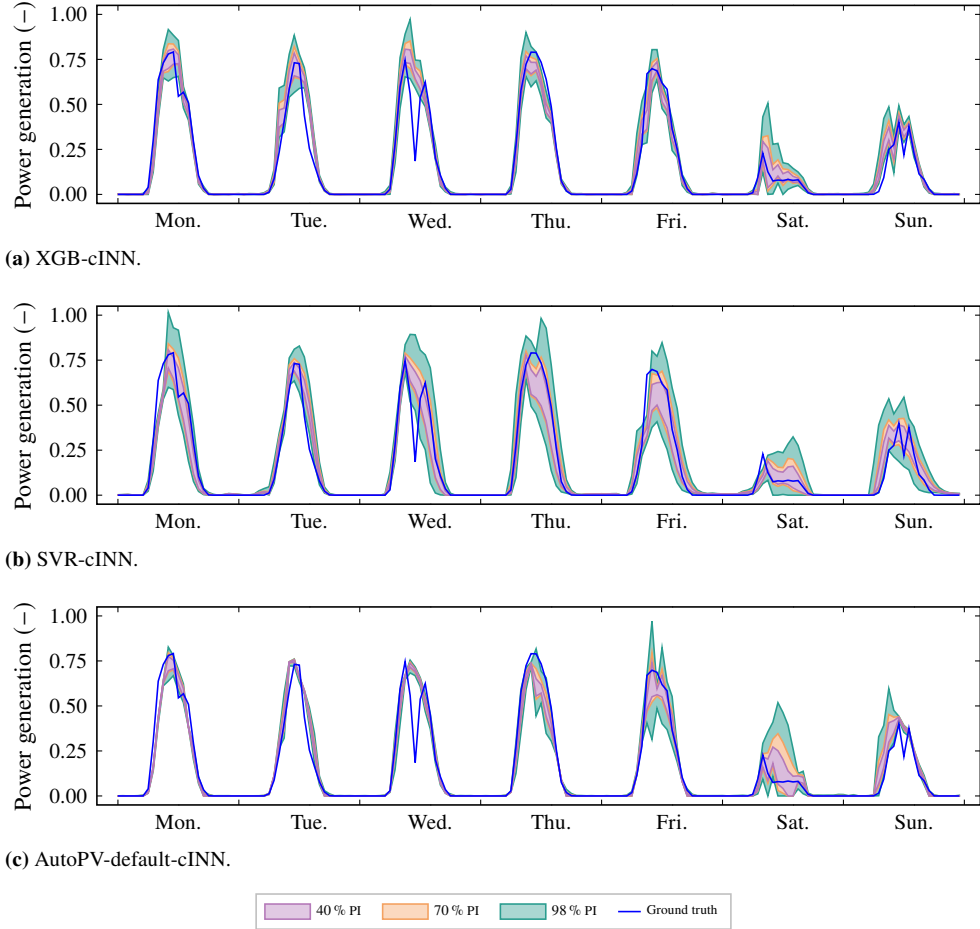 Power generation (−)
1.00
0.75
0.50
0.25
0.00
Mon. Tue. Wed. Thu. Fri. Sat. Sun.
(a) XGB-cINN.
Power generation (−)
1.00
0.75
0.50
0.25
0.00
Mon. Tue. Wed. Thu. Fri. Sat. Sun.
(b) SVR-cINN.
Power generation (−)
1.00
0.75
0.50
0.25
0.00
Mon. Tue. Wed. Thu. Fri. Sat. Sun.
(c) AutoPV-default-cINN.
40 % PI 70 % PI 98 % PI Ground truth